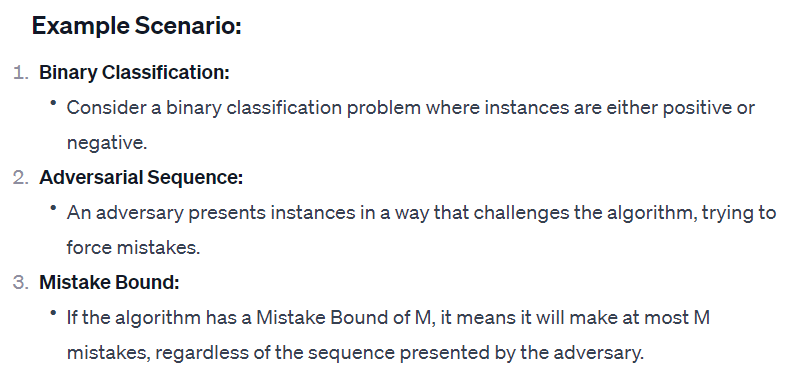 Example Scenario:
1. Binary Classification:
• Consider a binary classification problem where instances are either positive or
negative.
2. Adversarial Sequence:
• An adversary presents instances in a way that challenges the algorithm, trying to
force mistakes.
3. Mistake Bound:
• If the algorithm has a Mistake Bound of M, it means it will make at most M
mistakes, regardless of the sequence presented by the adversary.